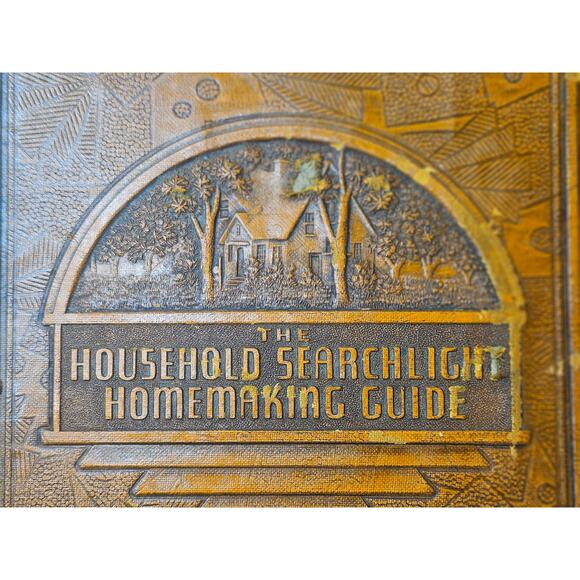 THE
HOUSEHOLD SEARCHLIGHT
HOMEMAKING GUIDE